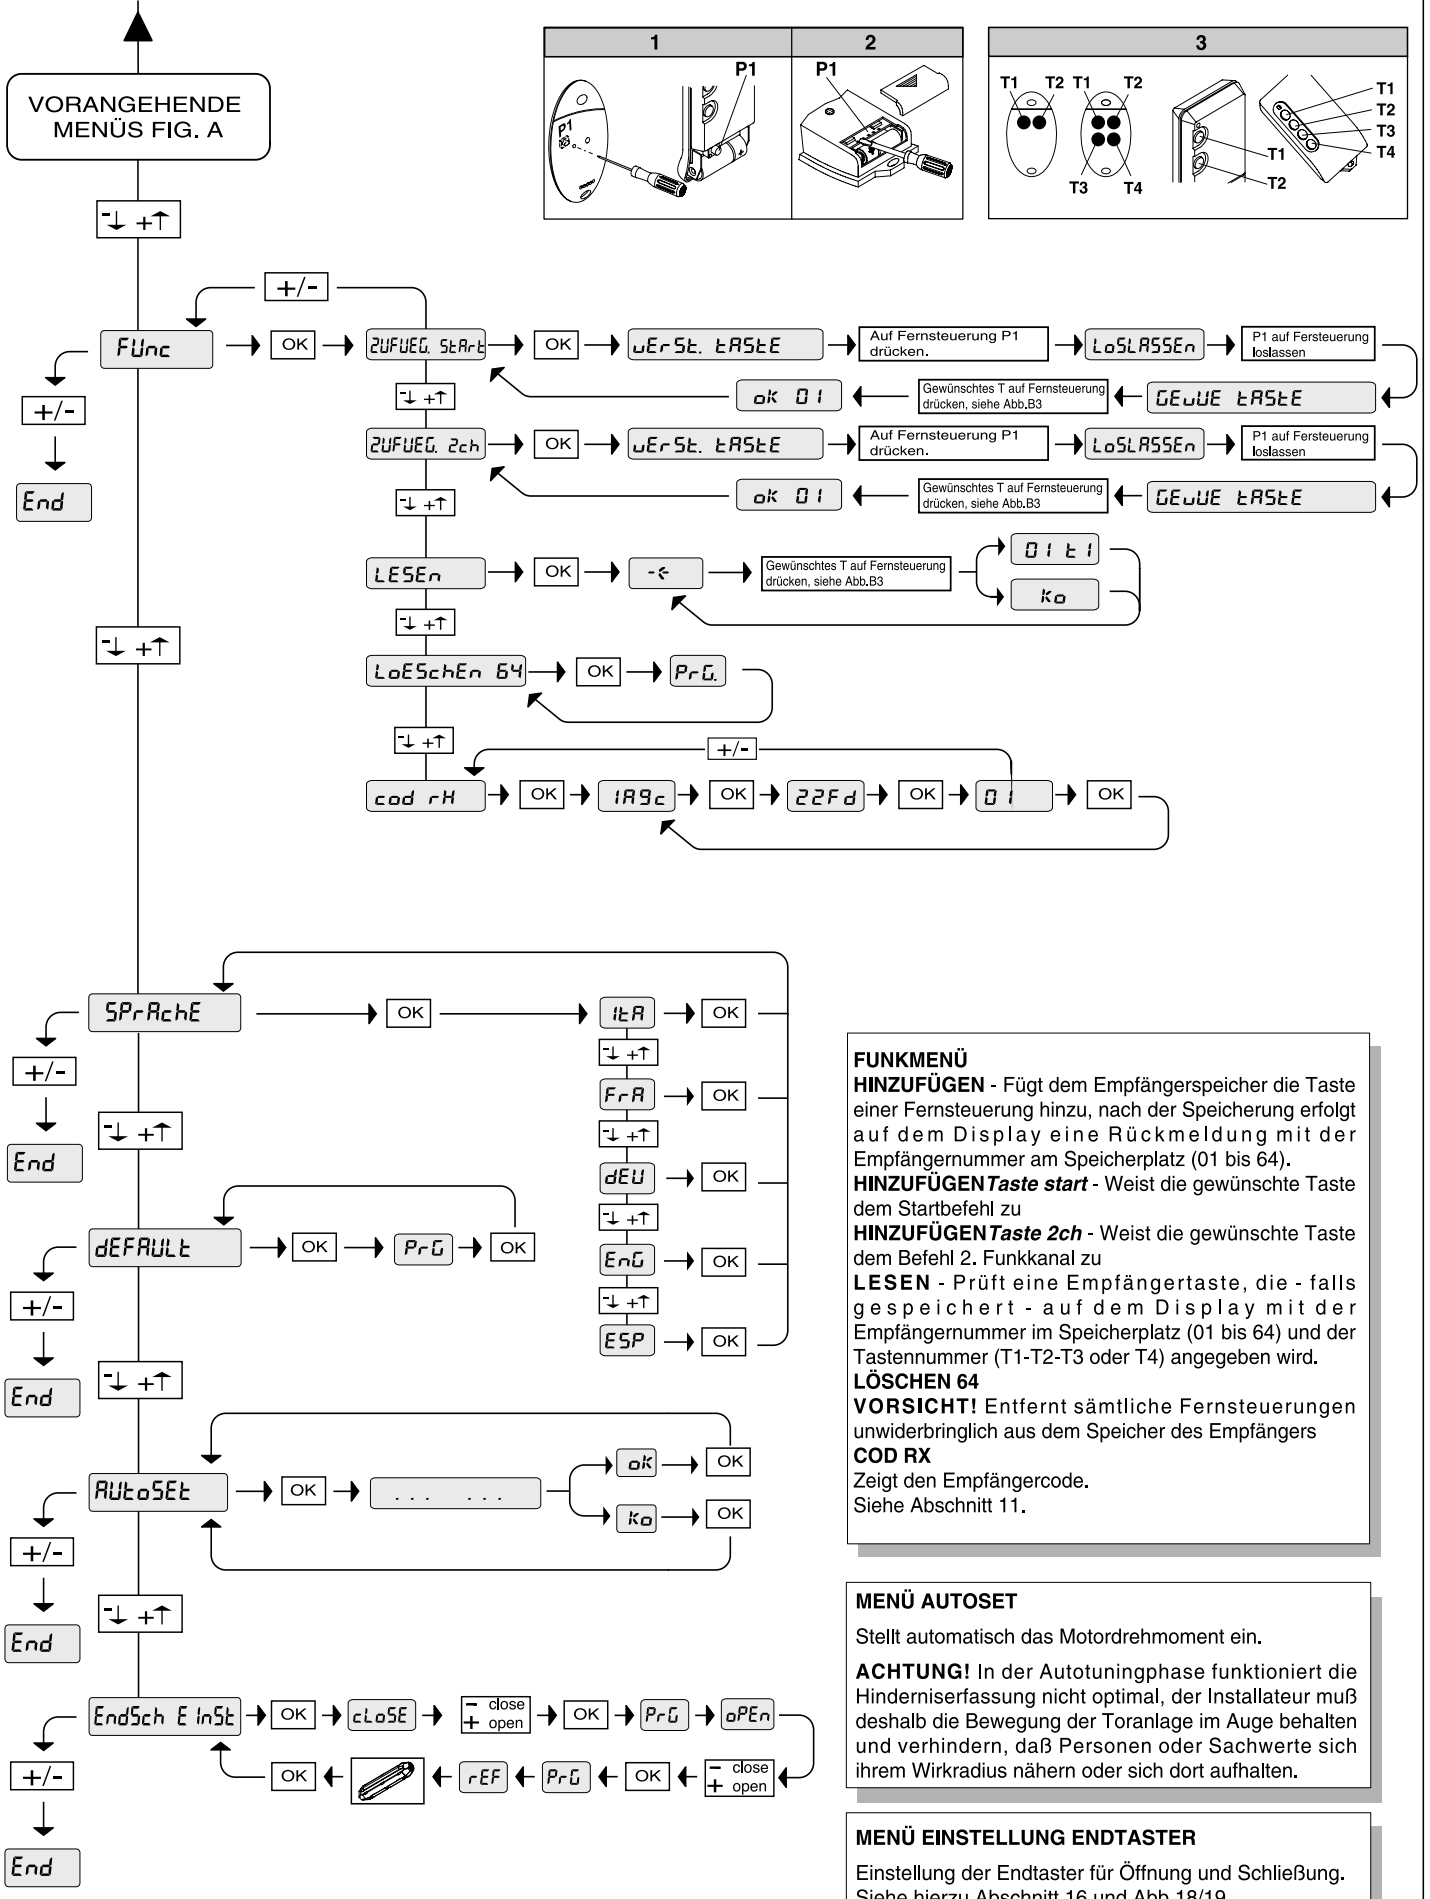 VORANGEHENDE
MENÜS FIG. A
1 2 3
P1 P1 P1
T1 T2 T1 T2
T3 T4
T1
T2
T1
T2
T3
T4
-↓ +↑
+/-
FUnc OK ZUFUEG. StArt OK vErSt. tAStE Auf Fernsteuerung P1
drücken. LoSLASSEn P1 auf Fersteuerung
loslassen
+/- -↓ +↑ oK 01 Gewünschtes T auf Fernsteuerung
drücken, siehe Abb.B3 GEwUE tAStE
End ZUFUEG. 2ch OK vErSt. tAStE Auf Fernsteuerung P1
drücken. LoSLASSEn P1 auf Fersteuerung
loslassen
-↓ +↑ oK 01 Gewünschtes T auf Fernsteuerung
drücken, siehe Abb.B3 GEwUE tAStE
LESEn OK Gewünschtes T auf Fernsteuerung
drücken, siehe Abb.B3 01 t1
Ko
-↓ +↑
-↓ +↑
LoESchEn 64 OK PrG.
-↓ +↑
+/-
cod rH OK 1A9c OK 22Fd OK 01 OK
SPrAchE OK ItA OK
+/- -↓ +↑
FrA OK
-↓ +↑ -↓ +↑
End dEU OK
-↓ +↑
dEFAULt OK PrG OK EnG OK
+/- -↓ +↑
ESP OK
-↓ +↑
End
AUtoSEt OK ... ... oK OK
Ko OK
+/-
-↓ +↑
End
EndSch EInSt OK cLoSE − close
+ open OK PrG oPEn
+/- OK rEF PrG OK − close
+ open
End
FUNKMENÜ
HINZUFÜGEN - Fügt dem Empfängerspeicher die Taste
einer Fernsteuerung hinzu, nach der Speicherung erfolgt
auf dem Display eine Rückmeldung mit der
Empfängernummer am Speicherplatz (01 bis 64).
HINZUFÜGEN Taste start - Weist die gewünschte Taste
dem Startbefehl zu
HINZUFÜGEN Taste 2ch - Weist die gewünschte Taste
dem Befehl 2. Funkkanal zu
LESEN - Prüft eine Empfängertaste, die - falls
gespeichert - auf dem Display mit der
Empfängernummer im Speicherplatz (01 bis 64) und der
Tastennummer (T1-T2-T3 oder T4) angegeben wird.
LÖSCHEN 64
VORSICHT! Entfernt sämtliche Fernsteuerungen
unwiderbringlich aus dem Speicher des Empfängers
COD RX
Zeigt den Empfängercode.
Siehe Abschnitt 11.
MENÜ AUTOSET
Stellt automatisch das Motordrehmoment ein.
ACHTUNG! In der Autotuningphase funktioniert die
Hinderniserfassung nicht optimal, der Installateur muß
deshalb die Bewegung der Toranlage im Auge behalten
und verhindern, daß Personen oder Sachwerte sich
ihrem Wirkradius nähern oder sich dort aufhalten.
MENÜ EINSTELLUNG ENDTASTER
Einstellung der Endtaster für Öffnung und Schließung.
Siehe hierzu Abschnitt 16 und Abb.18/19